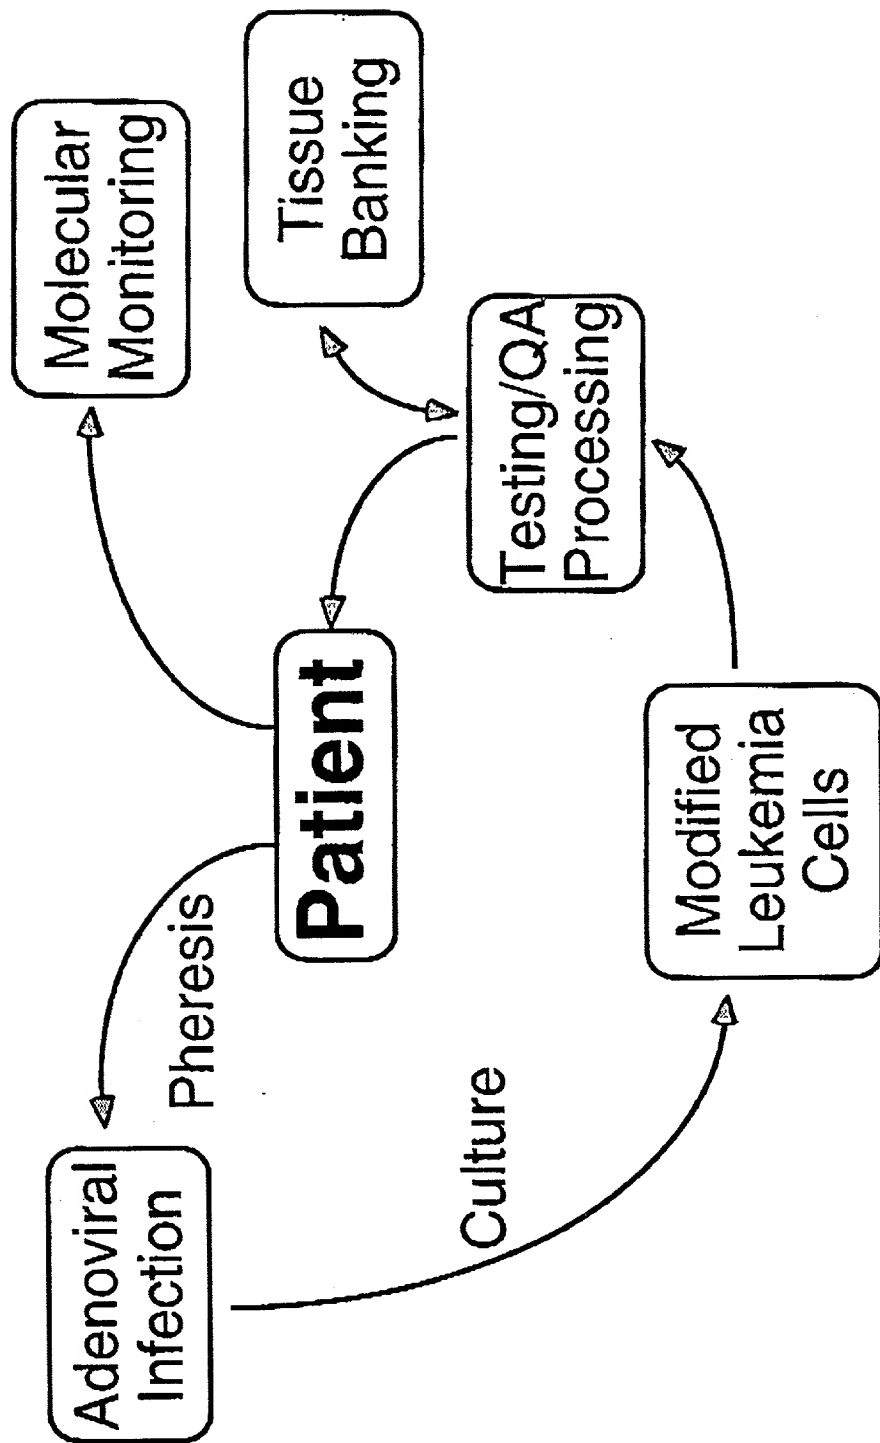 Adenoviral
Infection
Pheresis
Patient
Molecular
Monitoring
Tissue
Banking
Testing/QA
Processing
Culture
Modified
Leukemia
Cells